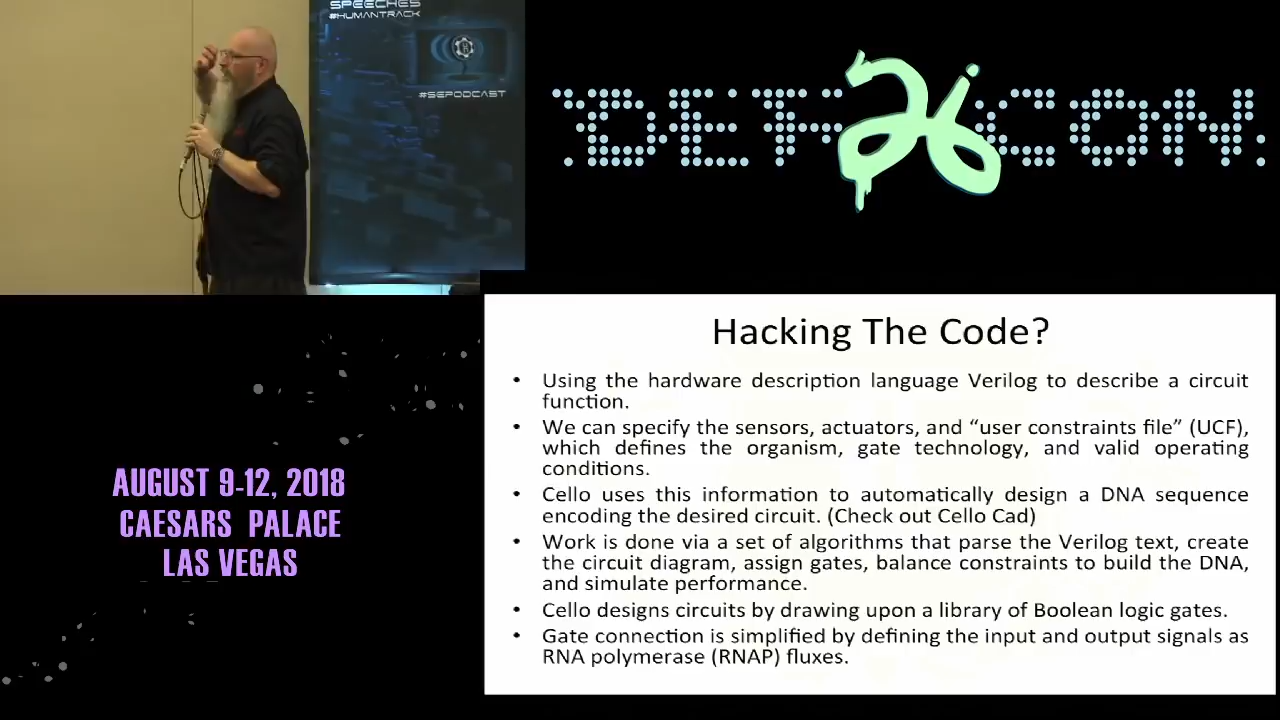 SPEECHES
#HUMANTRACK
#SEPODCAST
DEF CON
26
Hacking The Code?
• Using the hardware description language Verilog to describe a circuit
function.
• We can specify the sensors, actuators, and “user constraints file” (UCF),
which defines the organism, gate technology, and valid operating
conditions.
• Cello uses this information to automatically design a DNA sequence
encoding the desired circuit. (Check out Cello Cad)
• Work is done via a set of algorithms that parse the Verilog text, create
the circuit diagram, assign gates, balance constraints to build the DNA,
and simulate performance.
• Cello designs circuits by drawing upon a library of Boolean logic gates.
• Gate connection is simplified by defining the input and output signals as
RNA polymerase (RNAP) fluxes.
AUGUST 9-12, 2018
CAESARS PALACE
LAS VEGAS